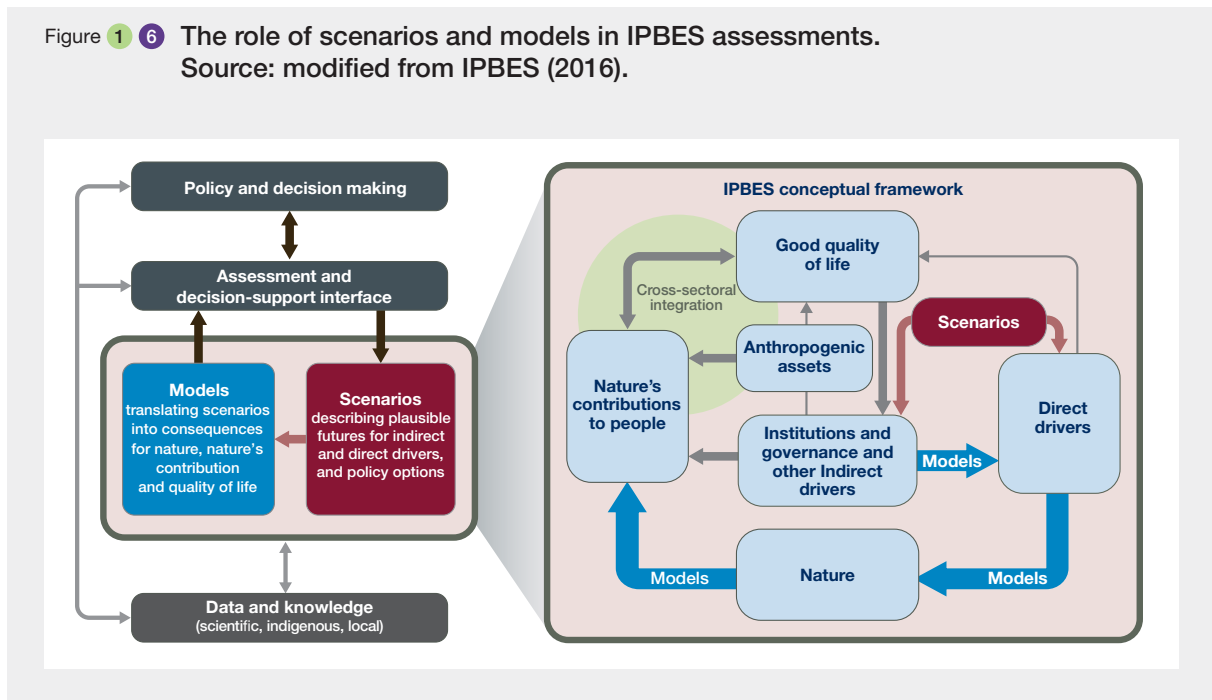 Figure 1 6 The role of scenarios and models in IPBES assessments.
Source: modified from IPBES (2016).
Policy and decision making
Assessment and
decision-support interface
Models
translating scenarios
into consequences
for nature, nature's
contribution
and quality of life
Scenarios
describing plausible
futures for indirect
and direct drivers,
and policy options
Data and knowledge
(scientific, indigenous, local)
IPBES conceptual framework
Good quality
of life
Cross-sectoral
integration
Scenarios
Anthropogenic
assets
Nature's
contributions
to people
Direct
drivers
Institutions and
governance and
other Indirect
drivers
Models
Nature
Models
Models